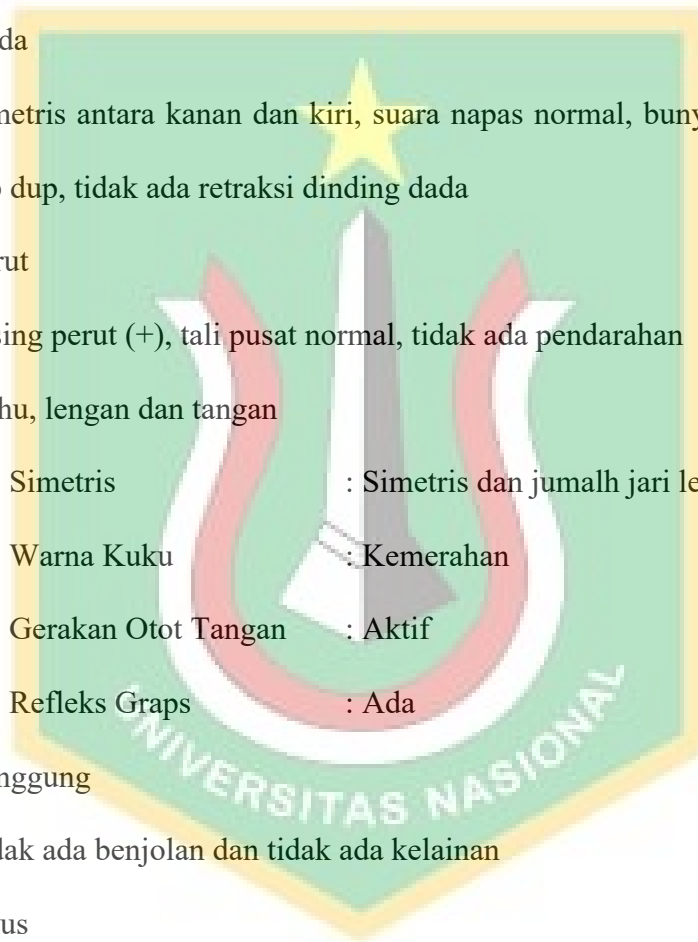 da
metris antara kanan dan kiri, suara napas normal, buny
dup, tidak ada retraksi dinding dada
rut
sing perut (+), tali pusat normal, tidak ada pendarahan
hu, lengan dan tangan
Simetris : Simetris dan jumalh jari le
Warna Kuku : Kemerahan
Gerakan Otot Tangan : Aktif
Refleks Graps : Ada
nggung
dak ada benjolan dan tidak ada kelainan
us
UNIVERSITAS NASIONAL